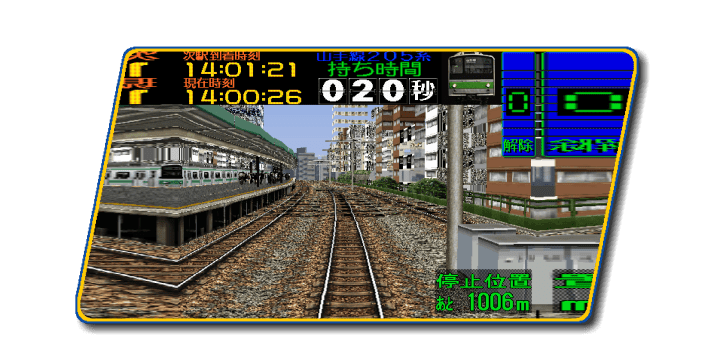 次駅到着時刻
14:01:21
現在時刻
14:00:26
山手線205系
持ち時間
020秒
0
解除
停止位置
あと 1006m